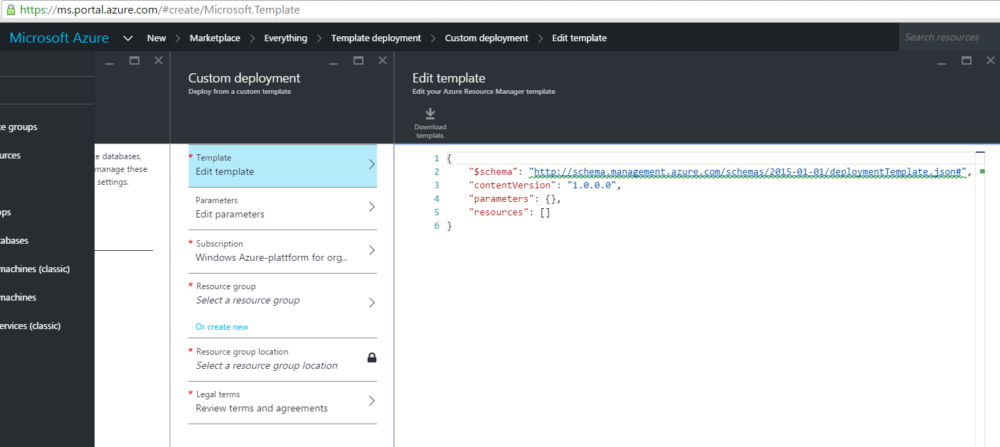 https://ms.portal.azure.com/#create/Microsoft.Template
Microsoft Azure New Marketplace Everything Template deployment Custom deployment Edit template Search resources
ce groups
urces
ps
tabases
machines (classic)
machines
ervices (classic)
e databases,
manage these
settings.
Custom deployment
Deploy from a custom template
* Template
Edit template
Parameters
Edit parameters
* Subscription
Windows Azure-plattform for org...
* Resource group
Select a resource group
Or create new
* Resource group location
Select a resource group location
* Legal terms
Review terms and agreements
Edit template
Edit your Azure Resource Manager template
Download
template.
1 {
2 "$schema": "http://schema.management.azure.com/schemas/2015-01-01/deploymentTemplate.json#",
3 "contentVersion": "1.0.0.0",
4 "parameters": {},
5 "resources": []
6 }